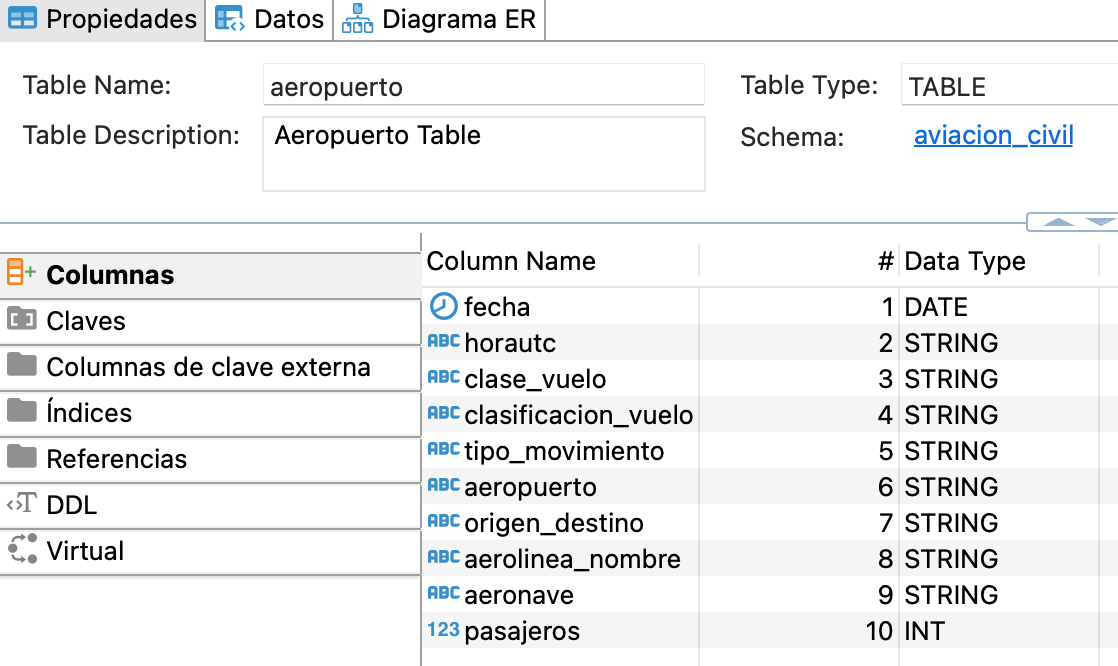 Propiedades Datos Diagrama ER
Table Name: aeropuerto Table Type: TABLE
Table Description: Aeropuerto Table Schema: aviacion_civil
Columnas
Claves
Columnas de clave externa
Índices
Referencias
DDL
Virtual
Column Name # Data Type
fecha 1 DATE
ABC horautc 2 STRING
ABC clase_vuelo 3 STRING
ABC clasificacion_vuelo 4 STRING
ABC tipo_movimiento 5 STRING
ABC aeropuerto 6 STRING
ABC origen_destino 7 STRING
ABC aerolinea_nombre 8 STRING
ABC aeronave 9 STRING
123 pasajeros 10 INT